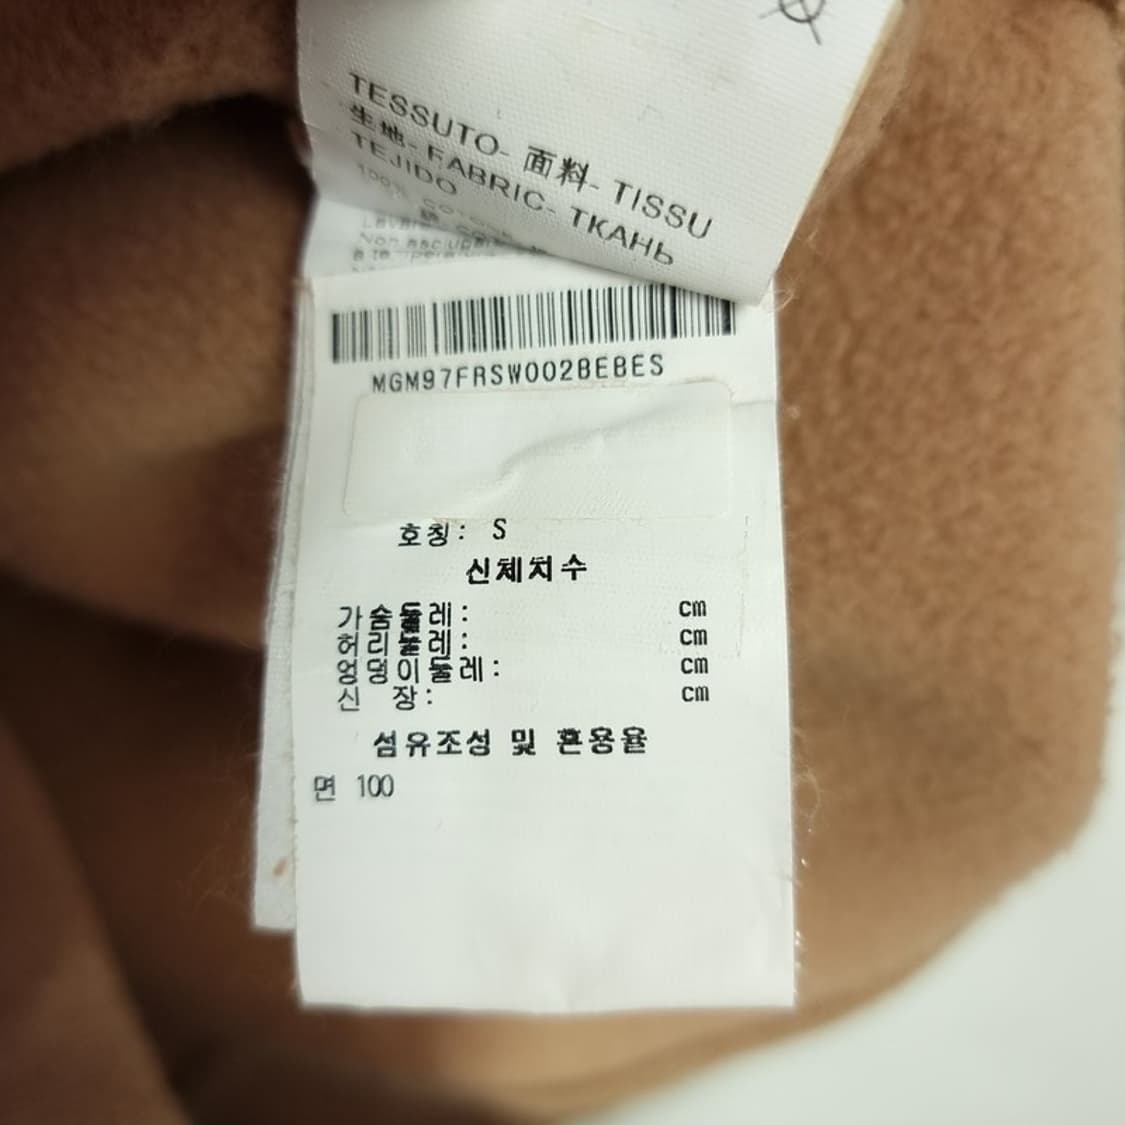 TESSUTO- 面料- TISSU
生地- FABRIC- ТКАНЬ
TEJIDO
100%
MGM97FRSW002BEBES
호칭: S
신체치수
가슴둘레: cm
허리둘레: cm
엉덩이둘레: cm
신 장: cm
섬유조성 및 혼용율
면 100